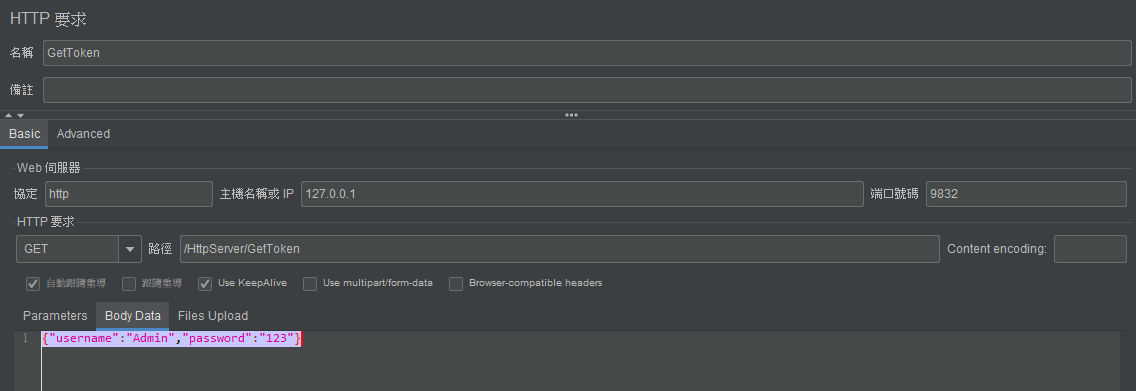 HTTP 要求
名稱 GetToken
備註
Basic Advanced
Web 伺服器
協定 http 主機名稱或 IP 127.0.0.1 端口號碼 9832
HTTP 要求
GET 路徑 /HttpServer/GetToken Content encoding:
自動跟隨重導 跟隨重導 Use KeepAlive Use multipart/form-data Browser-compatible headers
Parameters Body Data Files Upload
1 {"username":"Admin","password":"123"}